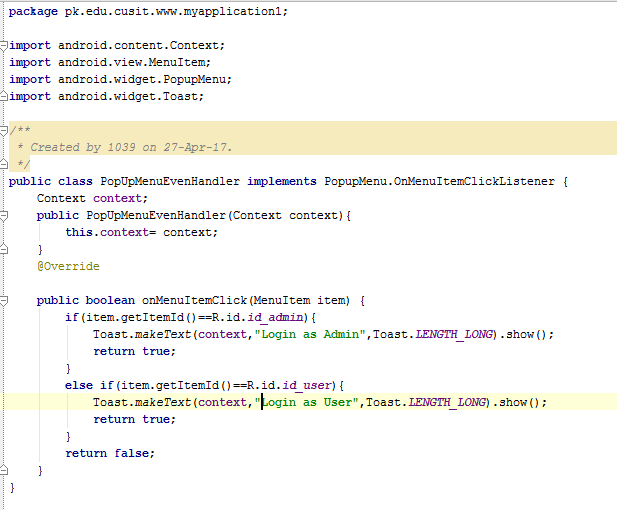 package pk.edu.cusit.www.myapplication1;
import android.content.Context;
import android.view.MenuItem;
import android.widget.PopupMenu;
import android.widget.Toast;
/**
 * Created by 1039 on 27-Apr-17.
 */
public class PopUpMenuEvenHandler implements PopupMenu.OnMenuItemClickListener {
    Context context;
    public PopUpMenuEvenHandler(Context context){
        this.context= context;
    }
    @Override
    public boolean onMenuItemClick(MenuItem item) {
        if(item.getItemId()==R.id.id_admin){
            Toast.makeText(context,"Login as Admin",Toast.LENGTH_LONG).show();
            return true;
        }
        else if(item.getItemId()==R.id.id_user){
            Toast.makeText(context,"Login as User",Toast.LENGTH_LONG).show();
            return true;
        }
        return false;
    }
}